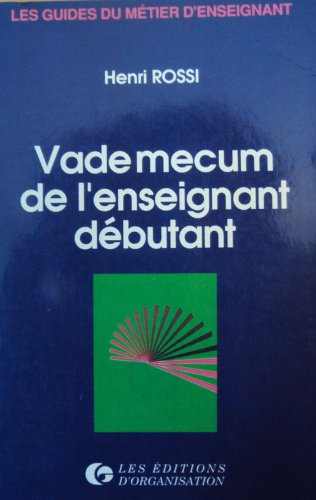 LES GUIDES DU MÉTIER D'ENSEIGNANT
Henri ROSSI
Vade mecum
de l'enseignant
débutant
LES ÉDITIONS
D'ORGANISATION